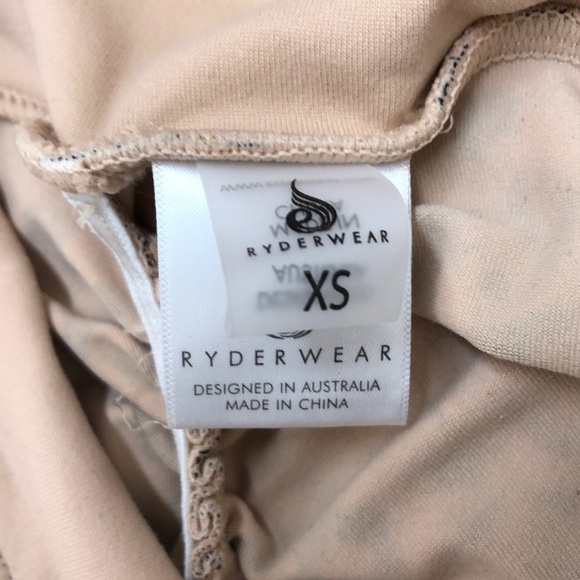 RYDERWEAR
XS
RYDERWEAR
DESIGNED IN AUSTRALIA
MADE IN CHINA